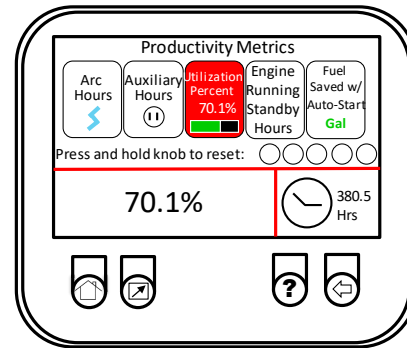 Productivity Metrics
Arc
Hours
Auxiliary
Hours
Utilization
Percent
70.1%
Engine
Running
Standby
Hours
Fuel
Saved w/
Auto-Start
Gal
Press and hold knob to reset:
70.1%
380.5
Hrs
?